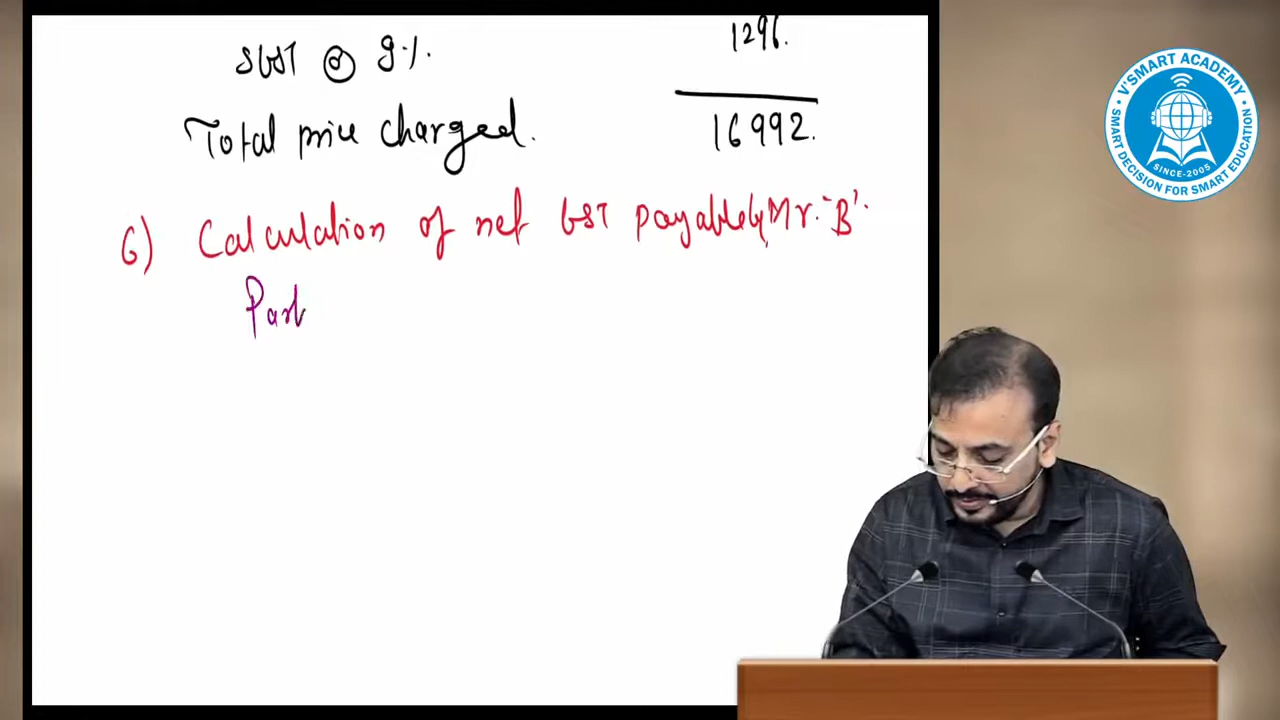 1296.
SGST @ 9%.
Total price charged. 16992.
6) Calculation of net GST payable by Mr. 'B'.
Part
V'SMART ACADEMY
SINCE-2005
SMART DECISION FOR SMART EDUCATION